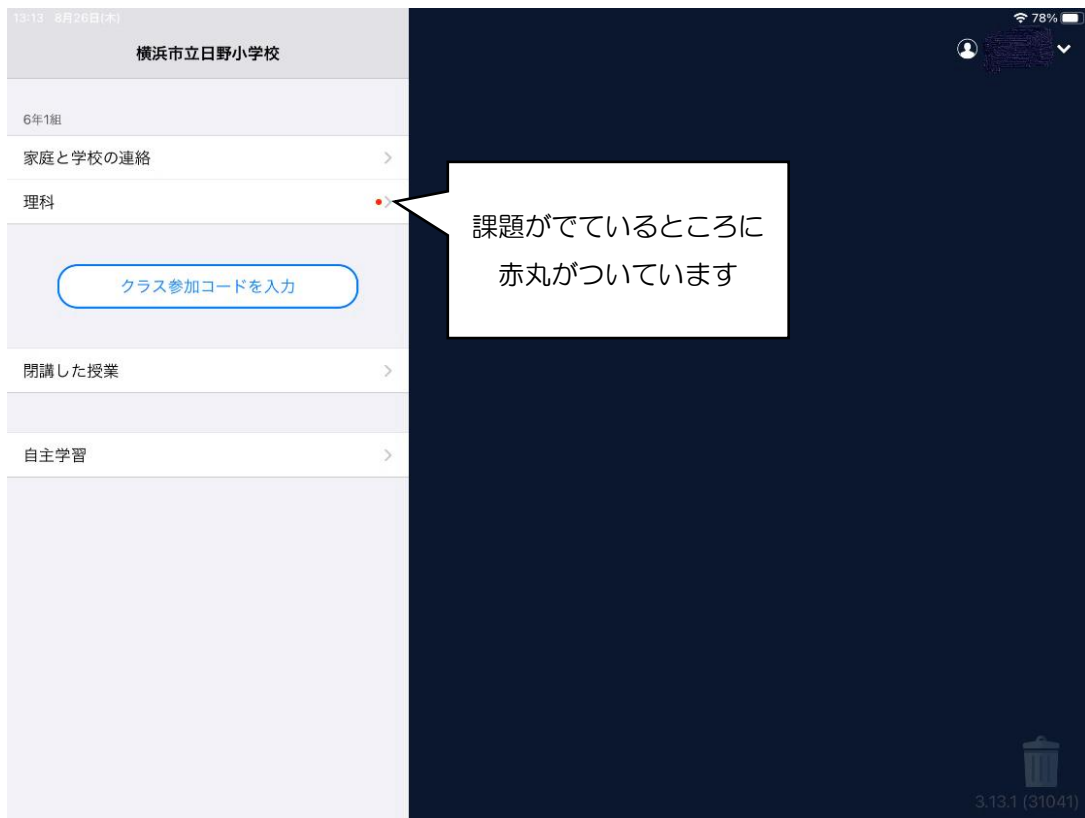 13:13 8月26日(木)
78%
横浜市立日野小学校
6年1組
家庭と学校の連絡
理科
課題がでているところに
赤丸がついています
クラス参加コードを入力
閉講した授業
自主学習
3.13.1 (31041)